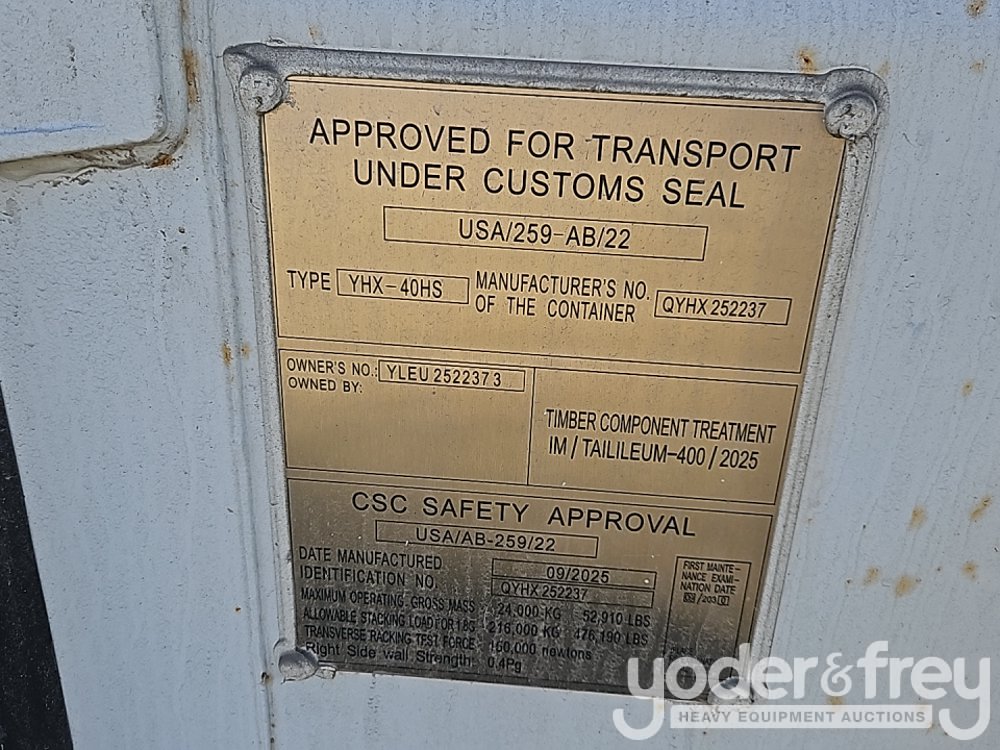 APPROVED FOR TRANSPORT
UNDER CUSTOMS SEAL
USA/259-AB/22
TYPE YHX-40HS MANUFACTURER'S NO. OF THE CONTAINER QYHX 252237
OWNER'S NO.: YLEU 252237 3
OWNED BY:
TIMBER COMPONENT TREATMENT
IM / TAILILEUM-400 / 2025
CSC SAFETY APPROVAL
USA/AB-259/22
DATE MANUFACTURED 09/2025
IDENTIFICATION NO. QYHX 252237
MAXIMUM OPERATING GROSS MASS 24,000 KG 52,910 LBS
ALLOWABLE STACKING LOAD FOR 1.8G 216,000 KG 476,190 LBS
TRANSVERSE RACKING TEST FORCE 150,000 newtons
Right Side wall Strength: 0.4Pg
FIRST MAINTE-
NANCE EXAMI-
NATION DATE
/2030
yoder&frey
HEAVY EQUIPMENT AUCTIONS